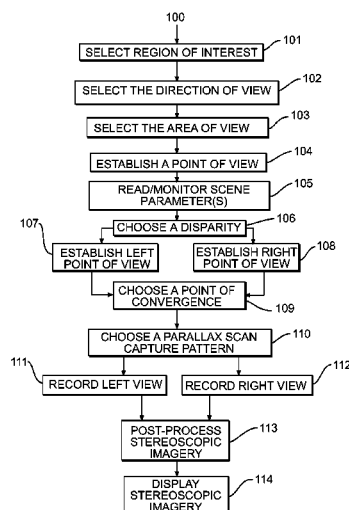 100
SELECT REGION OF INTEREST
101
SELECT THE DIRECTION OF VIEW
102
SELECT THE AREA OF VIEW
103
ESTABLISH A POINT OF VIEW
104
READ/MONITOR SCENE
PARAMETER(S)
105
CHOOSE A DISPARITY
106
107
ESTABLISH LEFT
POINT OF VIEW
ESTABLISH RIGHT
POINT OF VIEW
108
CHOOSE A POINT OF
CONVERGENCE
109
CHOOSE A PARALLAX SCAN
CAPTURE PATTERN
110
111
RECORD LEFT VIEW
RECORD RIGHT VIEW
112
POST-PROCESS
STEREOSCOPIC
IMAGERY
113
DISPLAY
STEREOSCOPIC
IMAGERY
114